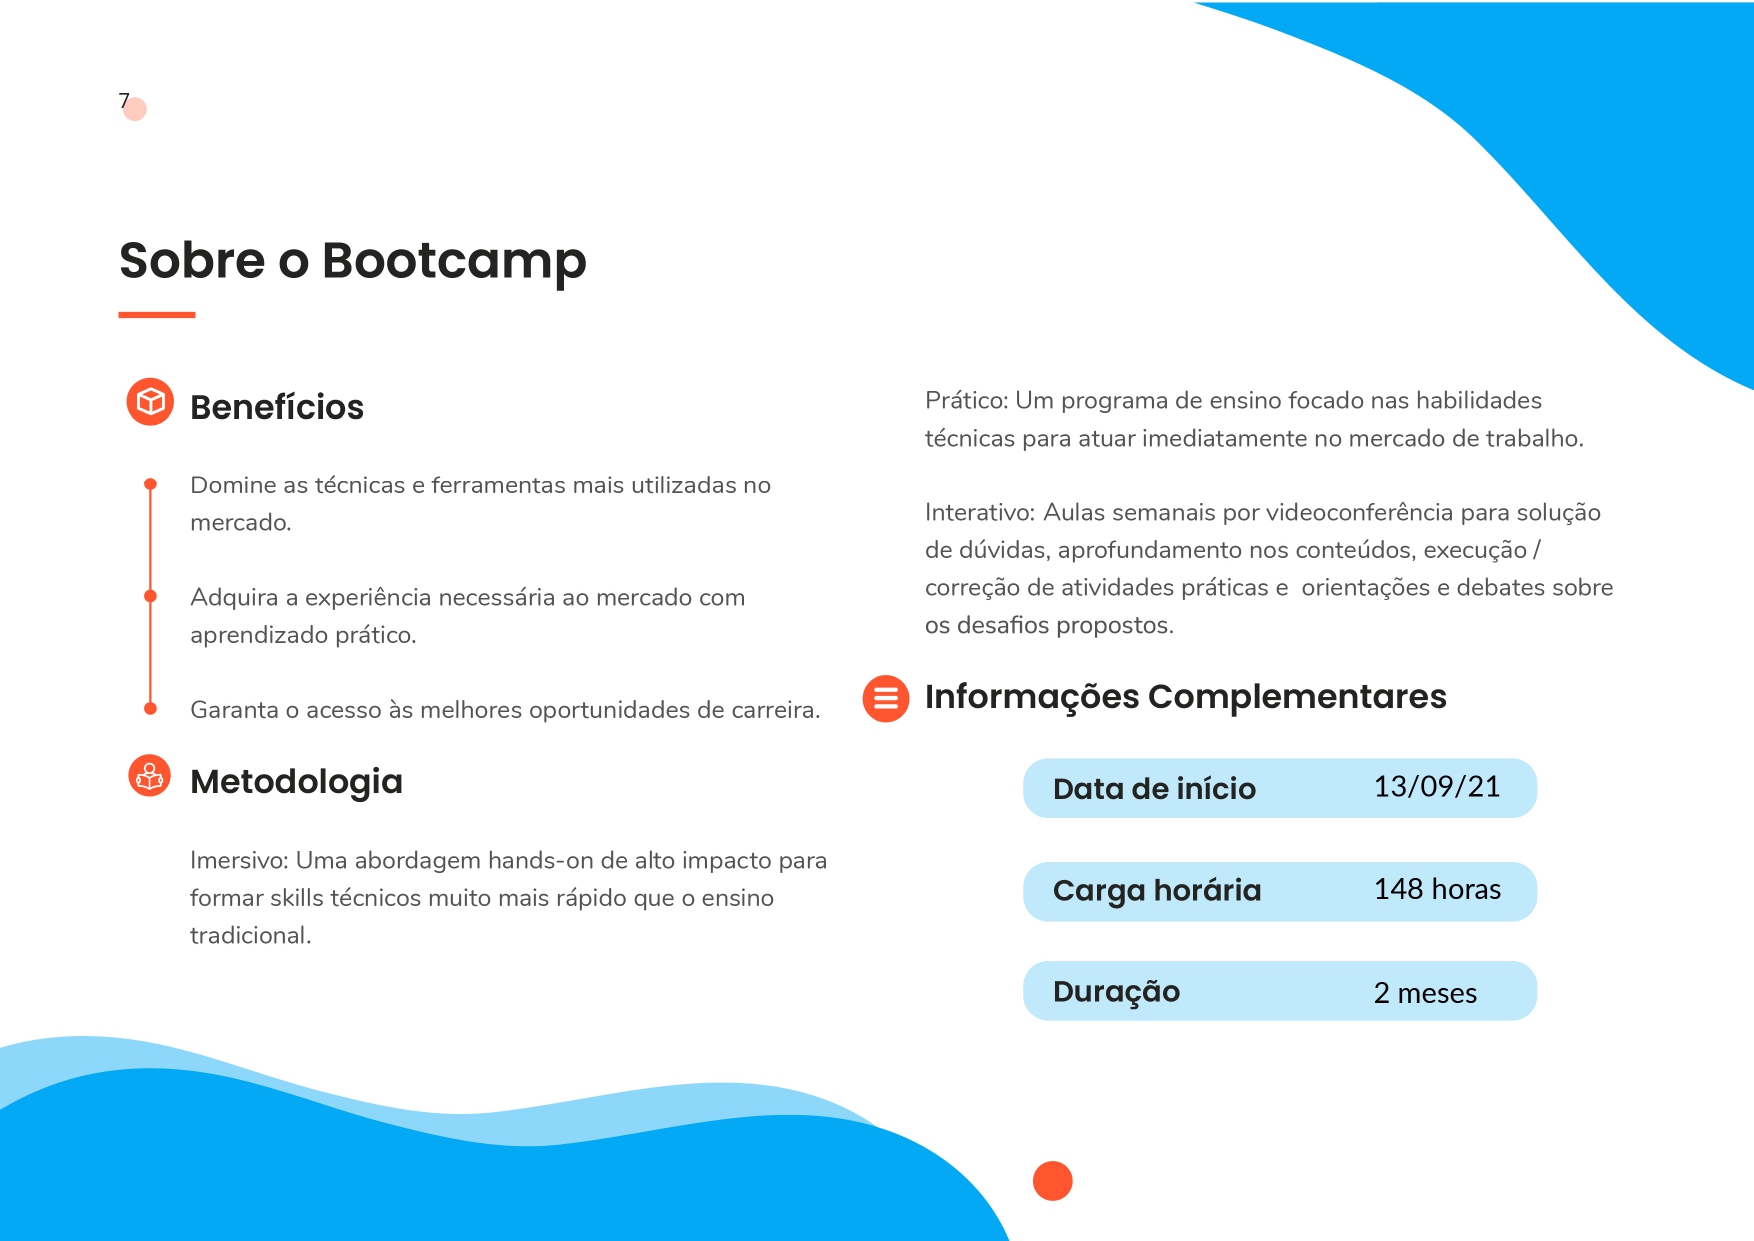 7
Sobre o Bootcamp
Benefícios
Domine as técnicas e ferramentas mais utilizadas no
mercado.
Adquira a experiência necessária ao mercado com
aprendizado prático.
Garanta o acesso às melhores oportunidades de carreira.
Metodologia
Imersivo: Uma abordagem hands-on de alto impacto para
formar skills técnicos muito mais rápido que o ensino
tradicional.
Prático: Um programa de ensino focado nas habilidades
técnicas para atuar imediatamente no mercado de trabalho.
Interativo: Aulas semanais por videoconferência para solução
de dúvidas, aprofundamento nos conteúdos, execução /
correção de atividades práticas e  orientações e debates sobre
os desafios propostos.
Informações Complementares
Data de início 13/09/21
Carga horária 148 horas
Duração 2 meses